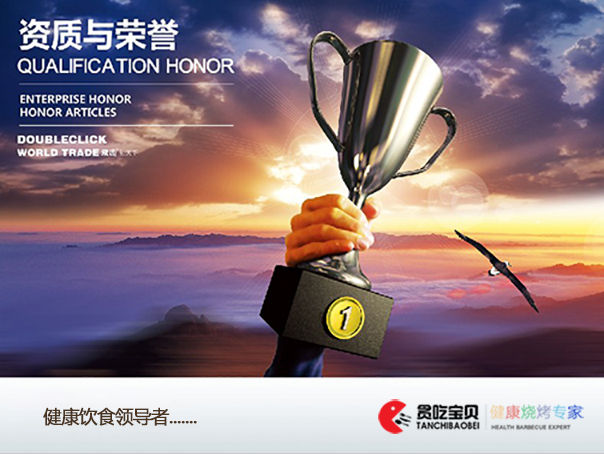 资质与荣誉
QUALIFICATION HONOR
ENTERPRISE HONOR
HONOR ARTICLES
DOUBLECLICK
WORLD TRADE
1
健康饮食领导者.......
贪吃宝贝
TANCHIBAOBEI
健康烧烤专家
HEALTH BARBECUE EXPERT